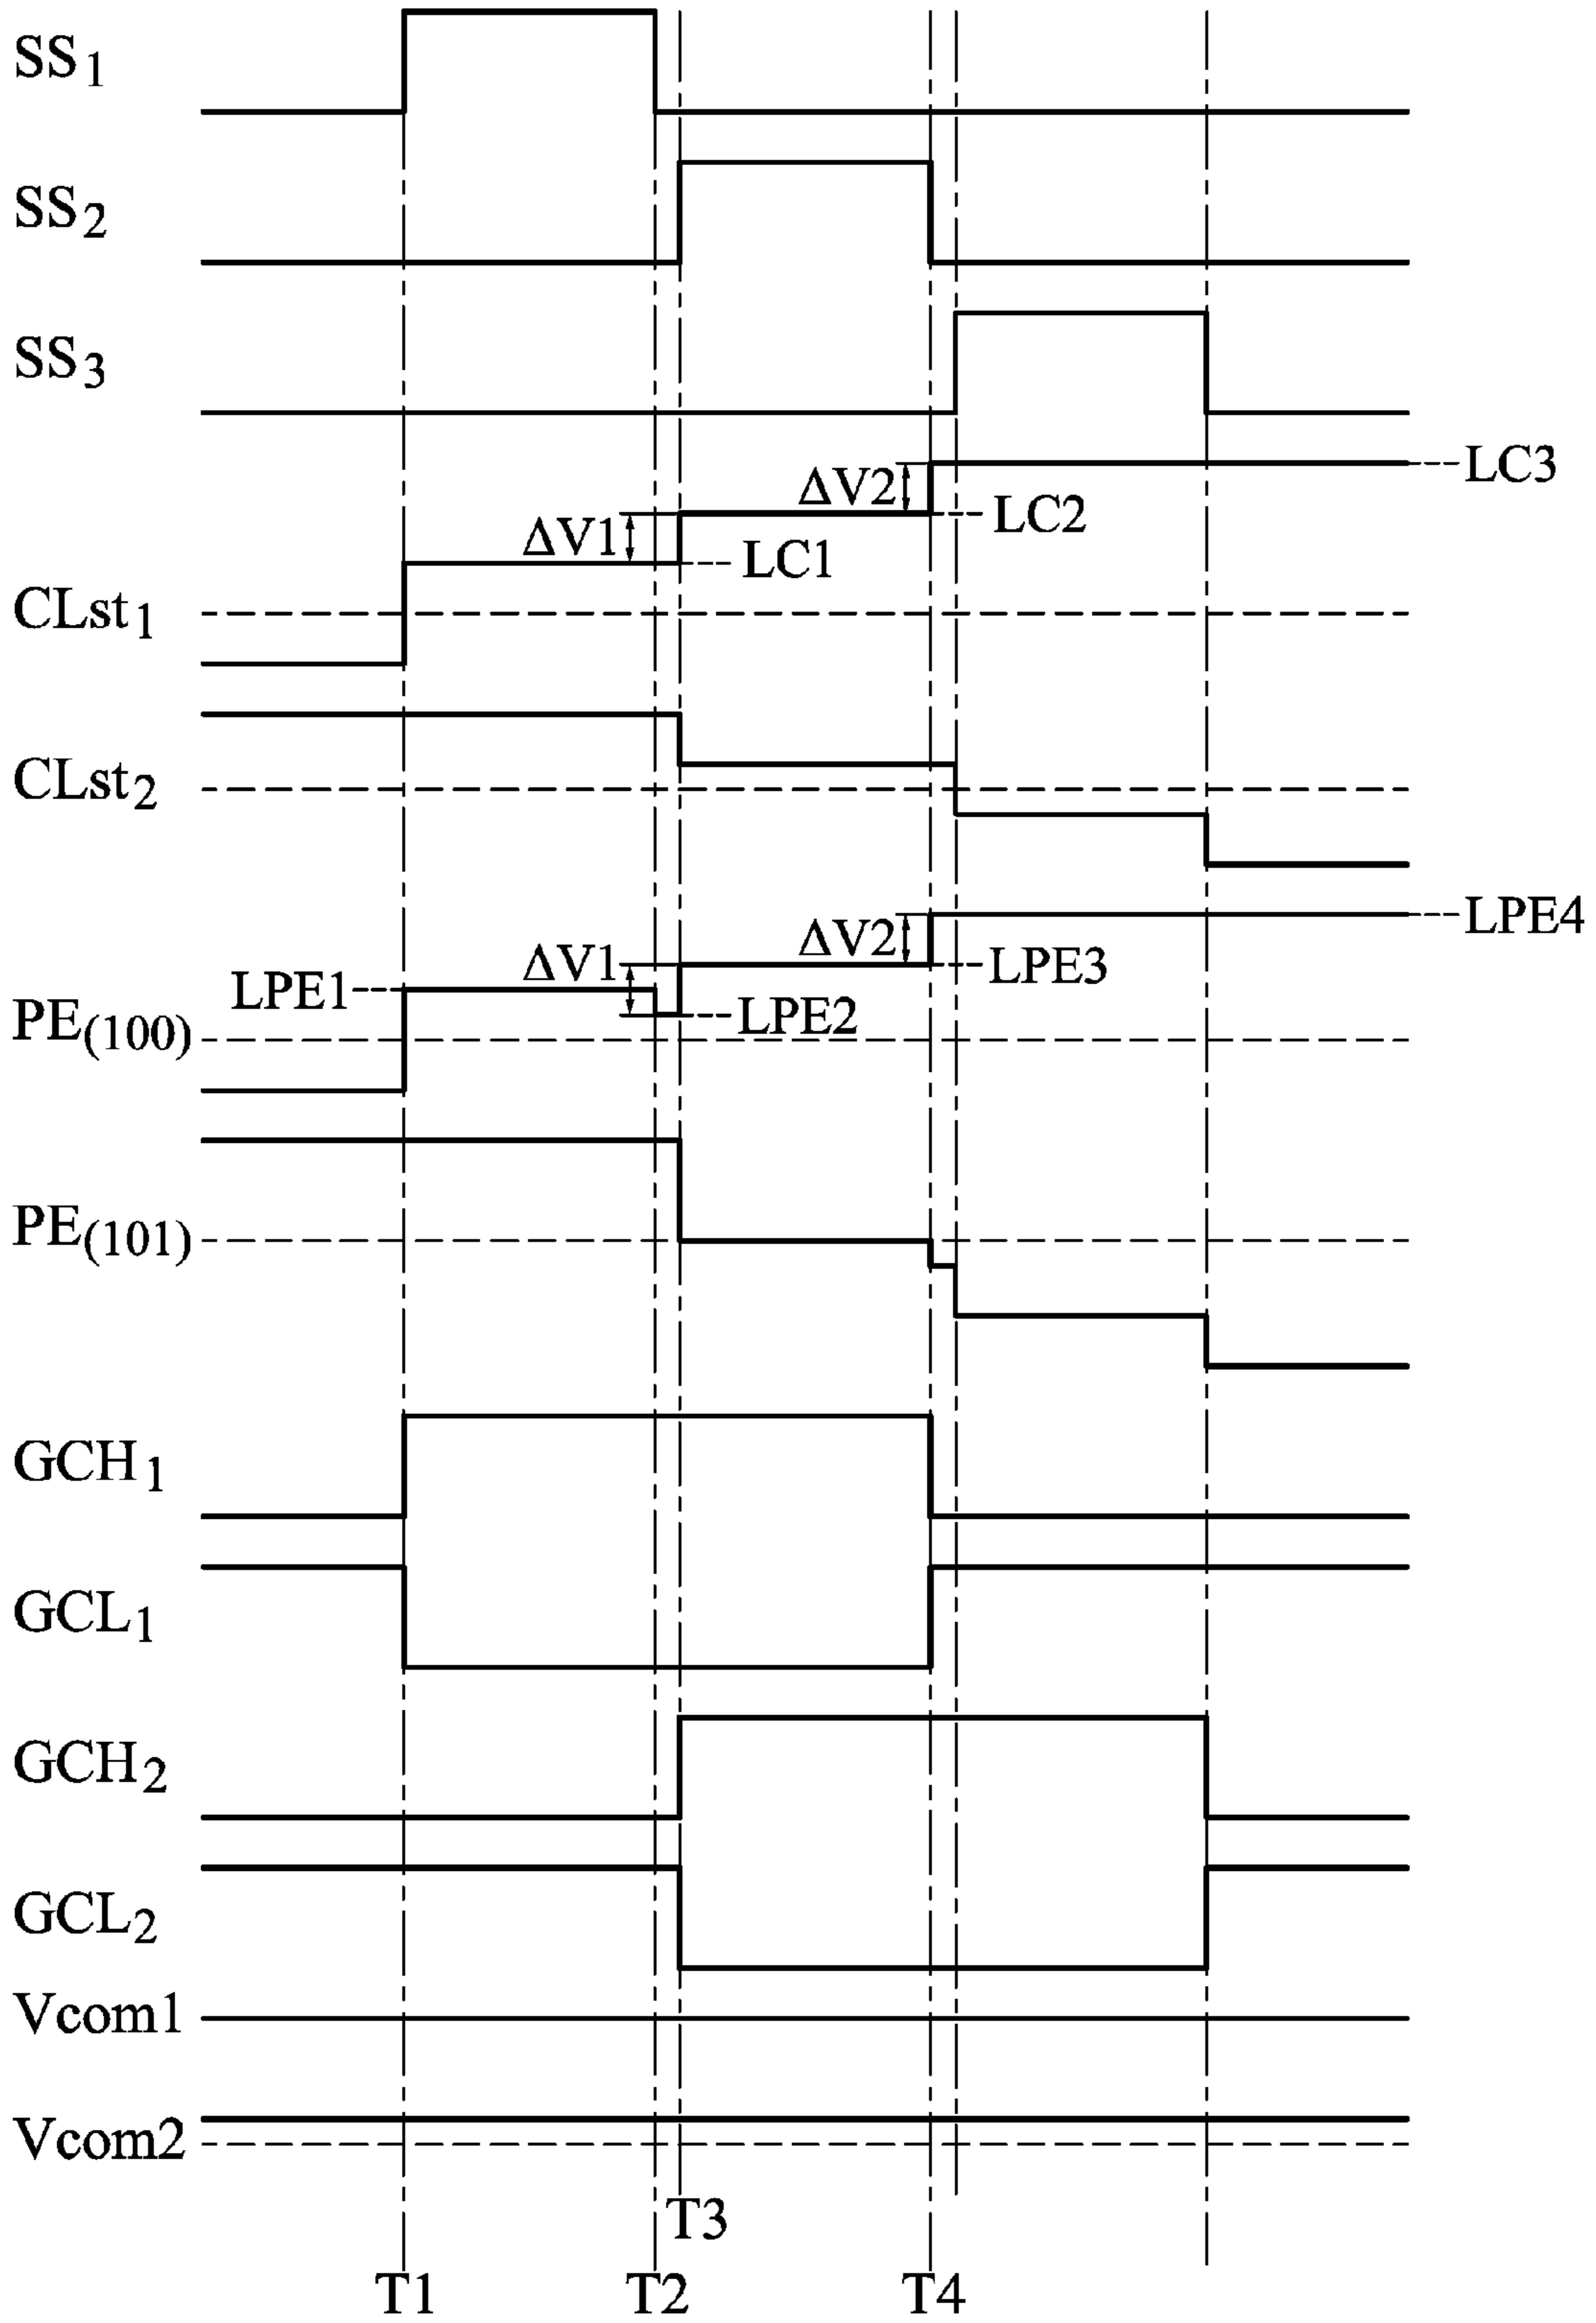 SS1
SS2
SS3
ΔV2
LC3
LC2
ΔV1
LC1
CLst1
CLst2
LPE4
ΔV2
LPE3
ΔV1
LPE1
LPE2
PE(100)
PE(101)
GCH1
GCL1
GCH2
GCL2
Vcom1
Vcom2
T3
T1 T2 T4